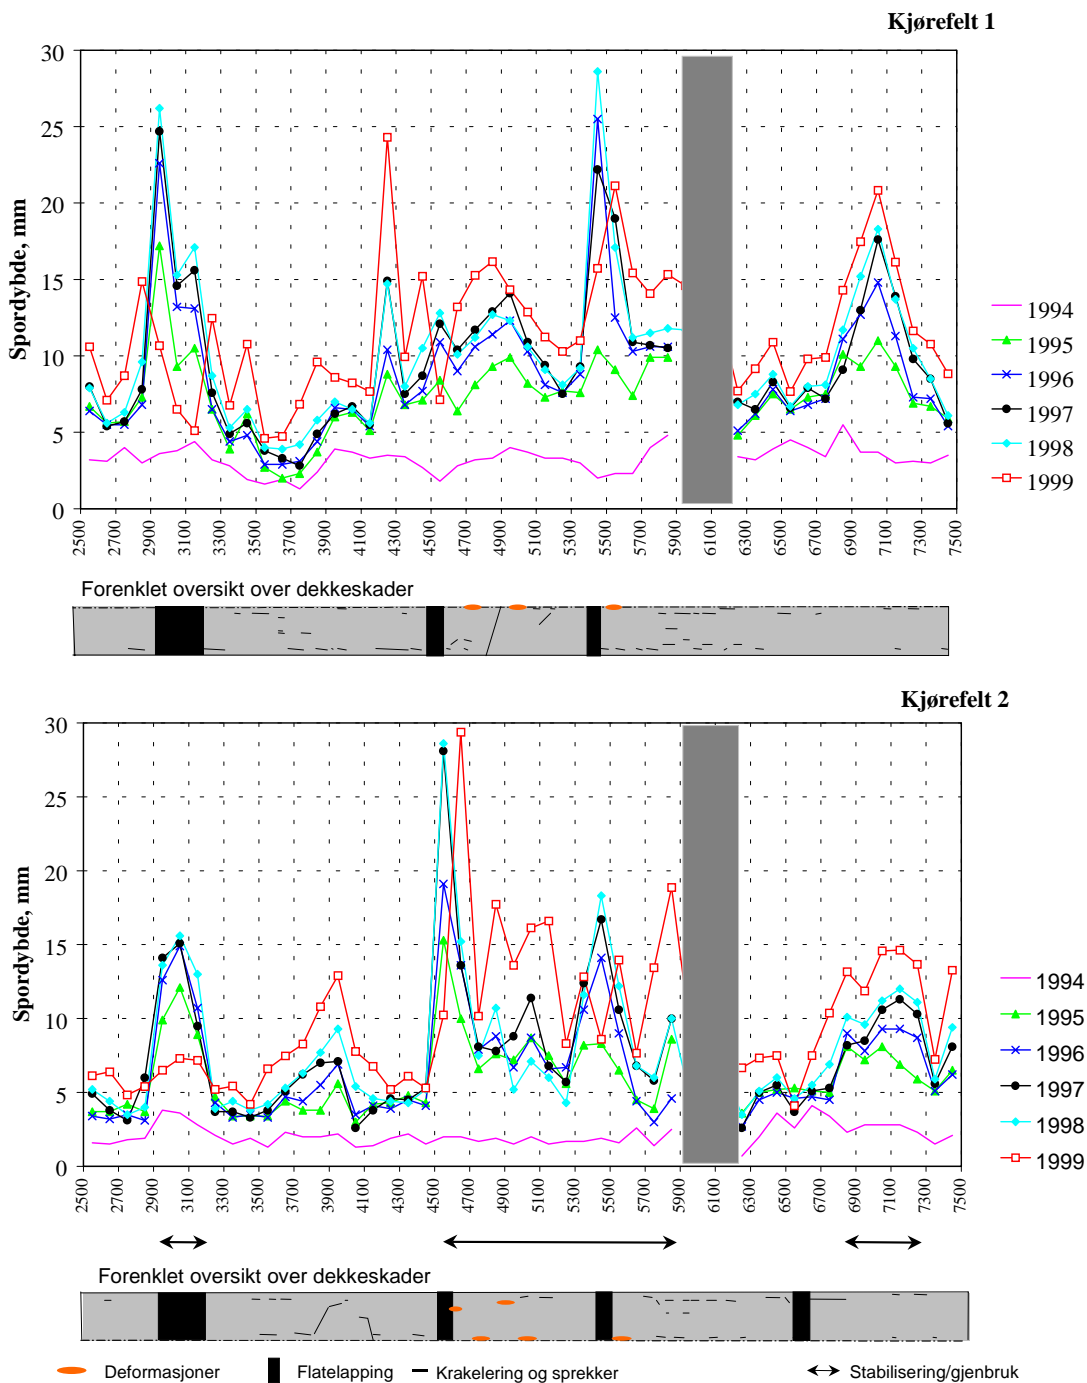 Kjørefelt 1
30
25
20
15
10
5
0
Spordybde, mm
2500 2700 2900 3100 3300 3500 3700 3900 4100 4300 4500 4700 4900 5100 5300 5500 5700 5900 6100 6300 6500 6700 6900 7100 7300 7500
1994
1995
1996
1997
1998
1999
Forenklet oversikt over dekkeskader
Kjørefelt 2
30
25
20
15
10
5
0
Spordybde, mm
2500 2700 2900 3100 3300 3500 3700 3900 4100 4300 4500 4700 4900 5100 5300 5500 5700 5900 6100 6300 6500 6700 6900 7100 7300 7500
1994
1995
1996
1997
1998
1999
Forenklet oversikt over dekkeskader
Deformasjoner Flatelapping Krakelering og sprekker Stabilisering/gjenbruk